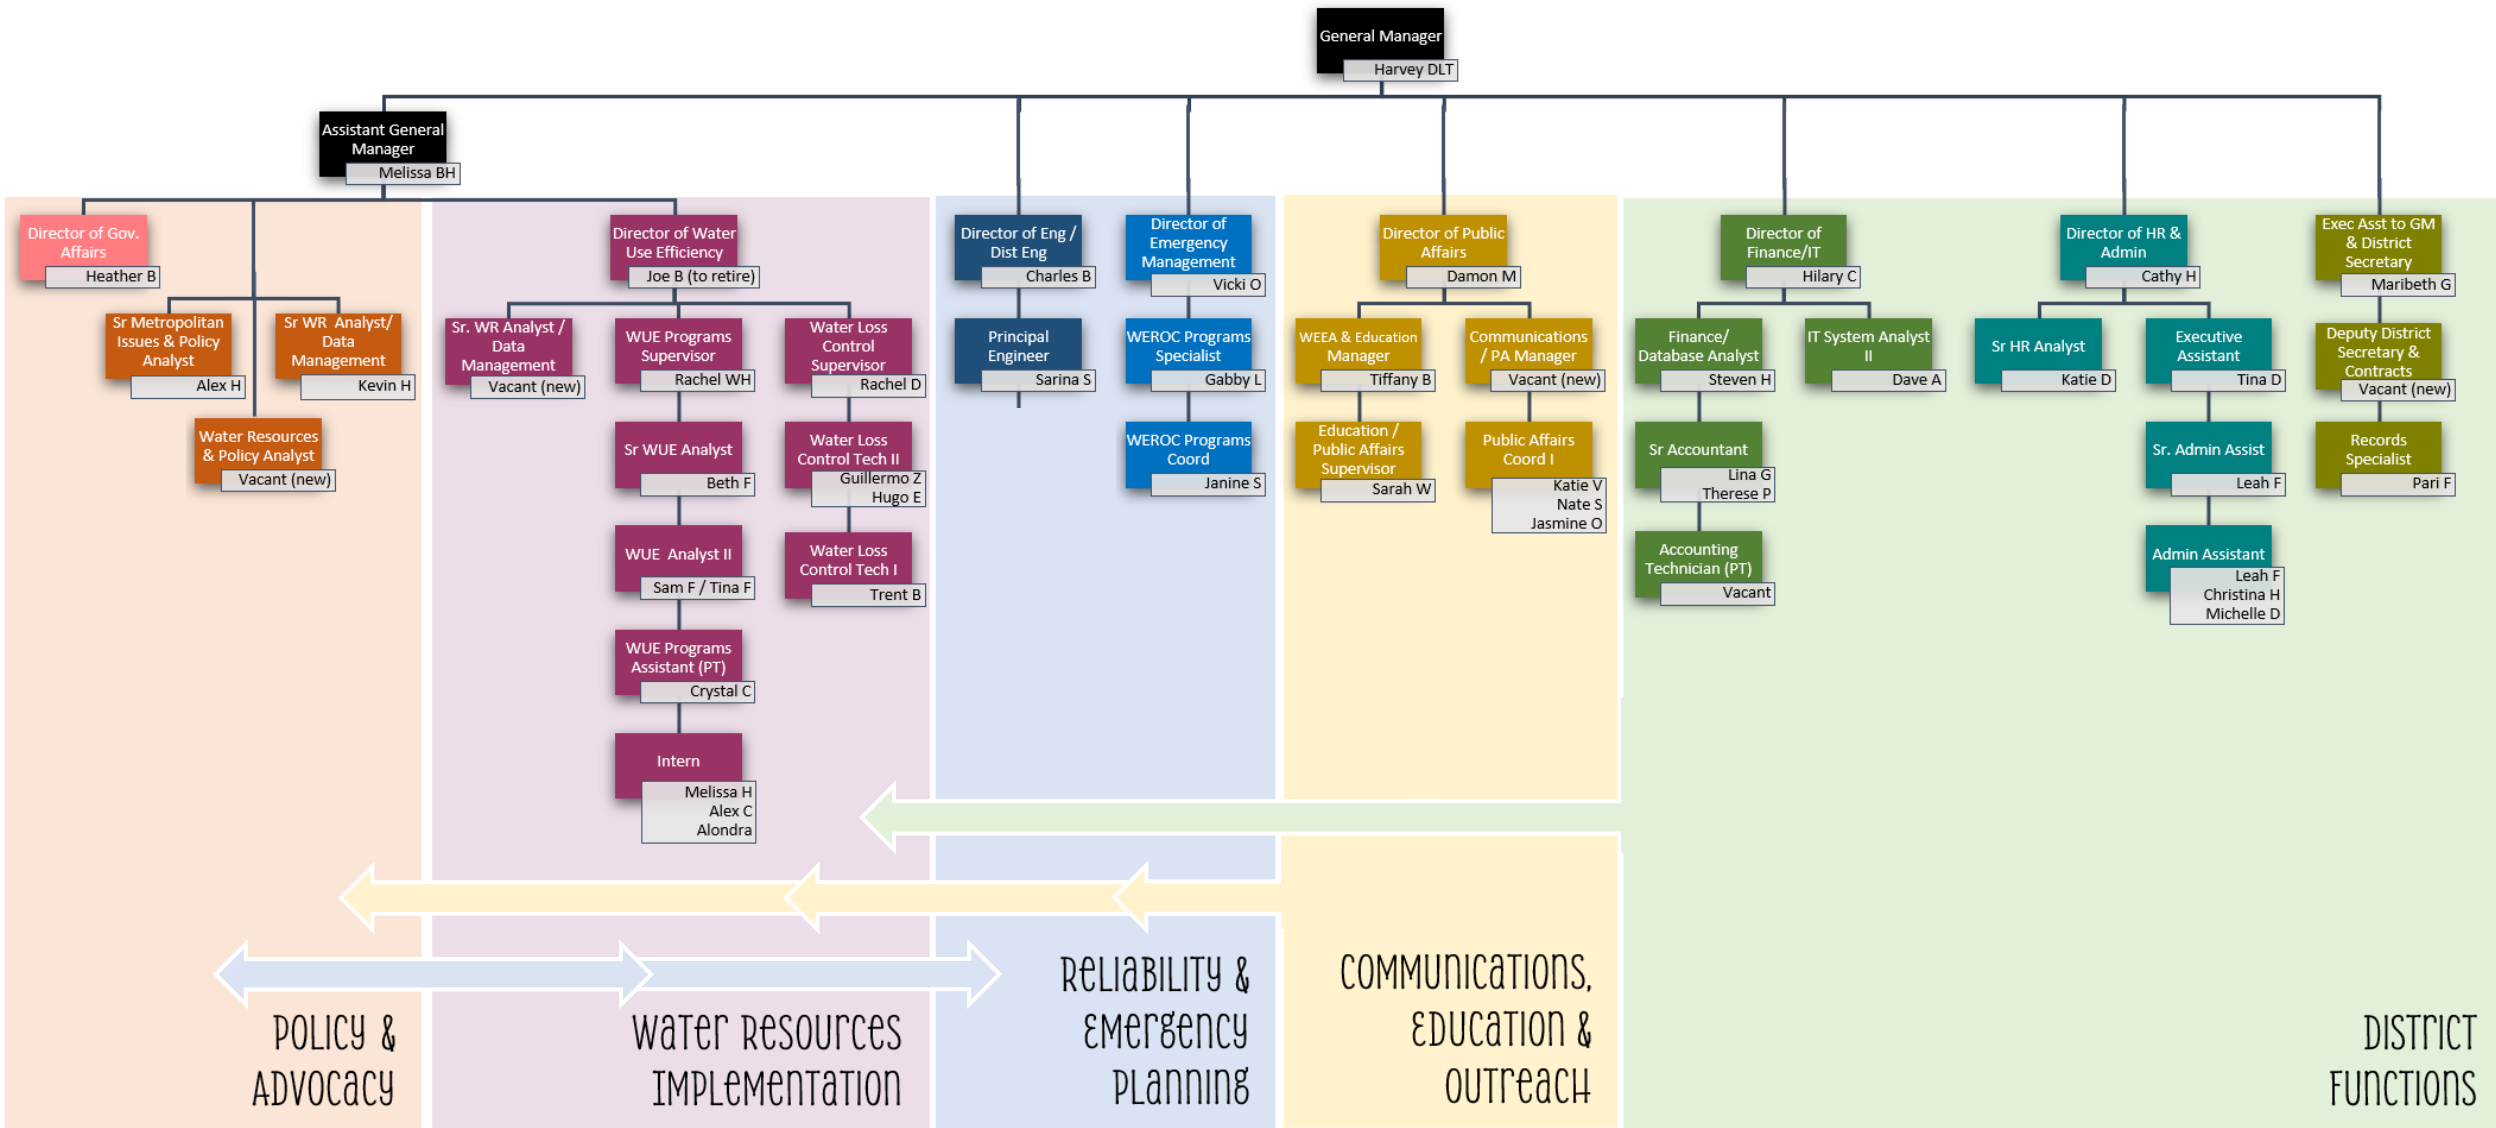 General Manager
Harvey DLT
Assistant General
Manager
Melissa BH
Director of Gov.
Affairs
Heather B
Sr Metropolitan
Issues & Policy
Analyst
Alex H
Sr WR Analyst/
Data
Management
Kevin H
Water Resources
& Policy Analyst
Vacant (new)
Director of Water
Use Efficiency
Joe B (to retire)
Sr. WR Analyst /
Data
Management
Vacant (new)
WUE Programs
Supervisor
Rachel WH
Sr WUE Analyst
Beth F
WUE Analyst II
Sam F / Tina F
WUE Programs
Assistant (PT)
Crystal C
Intern
Melissa H
Alex C
Alondra
Water Loss
Control
Supervisor
Rachel D
Water Loss
Control Tech II
Guillermo Z
Hugo E
Water Loss
Control Tech I
Trent B
Director of Eng /
Dist Eng
Charles B
Principal
Engineer
Sarina S
Director of
Emergency
Management
Vicki O
WEROC Programs
Specialist
Gabby L
WEROC Programs
Coord
Janine S
Director of Public
Affairs
Damon M
WEEA & Education
Manager
Tiffany B
Education /
Public Affairs
Supervisor
Sarah W
Communications
/ PA Manager
Vacant (new)
Public Affairs
Coord I
Katie V
Nate S
Jasmine O
Director of
Finance/IT
Hilary C
Finance/
Database Analyst
Steven H
Sr Accountant
Lina G
Therese P
Accounting
Technician (PT)
Vacant
IT System Analyst
II
Dave A
Director of HR &
Admin
Cathy H
Sr HR Analyst
Katie D
Executive
Assistant
Tina D
Sr. Admin Assist
Leah F
Admin Assistant
Leah F
Christina H
Michelle D
Exec Asst to GM
& District
Secretary
Maribeth G
Deputy District
Secretary &
Contracts
Vacant (new)
Records
Specialist
Pari F
Policy &
Advocacy
Water Resources
Implementation
Reliability &
Emergency
Planning
Communications,
Education &
Outreach
District
Functions